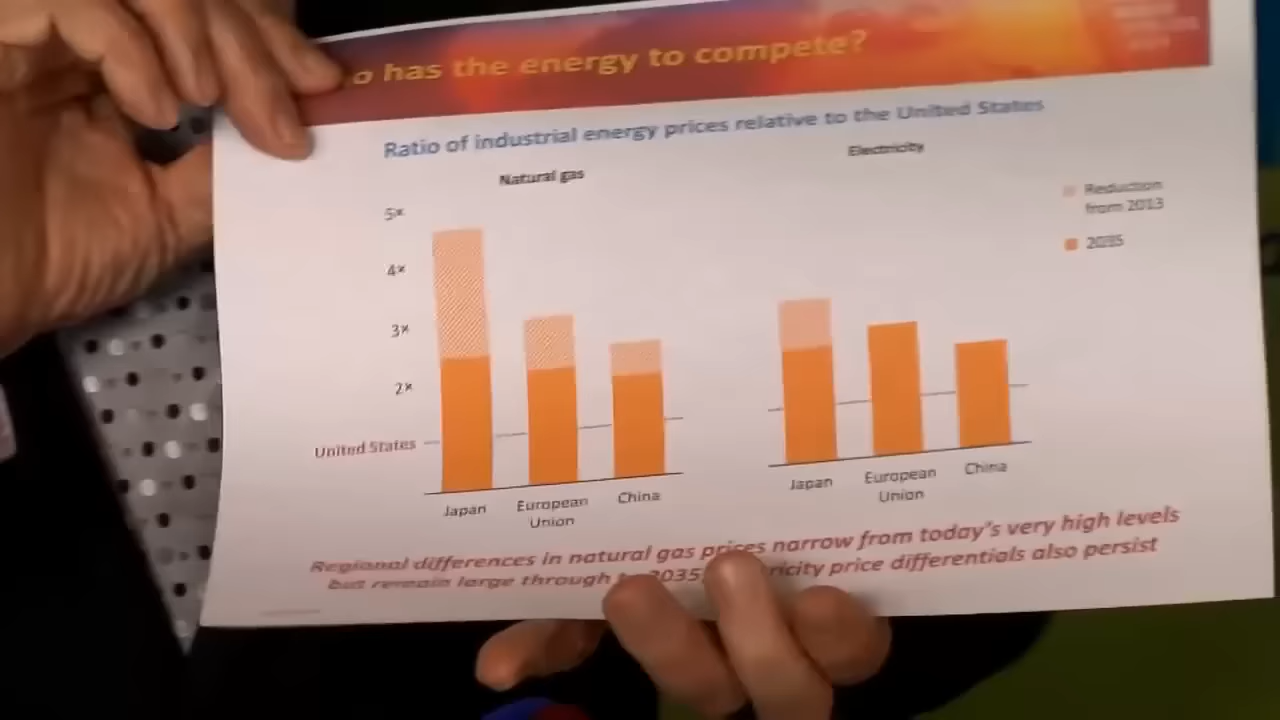 o has the energy to compete?
Ratio of industrial energy prices relative to the United States
Natural gas
Electricity
5x
4x
3x
2x
United States
Reduction
from 2013
2035
Japan
European
Union
China
Japan
European
Union
China
Regional differences in natural gas prices narrow from today's very high levels
but remain large through 2035 ricity price differentials also persist